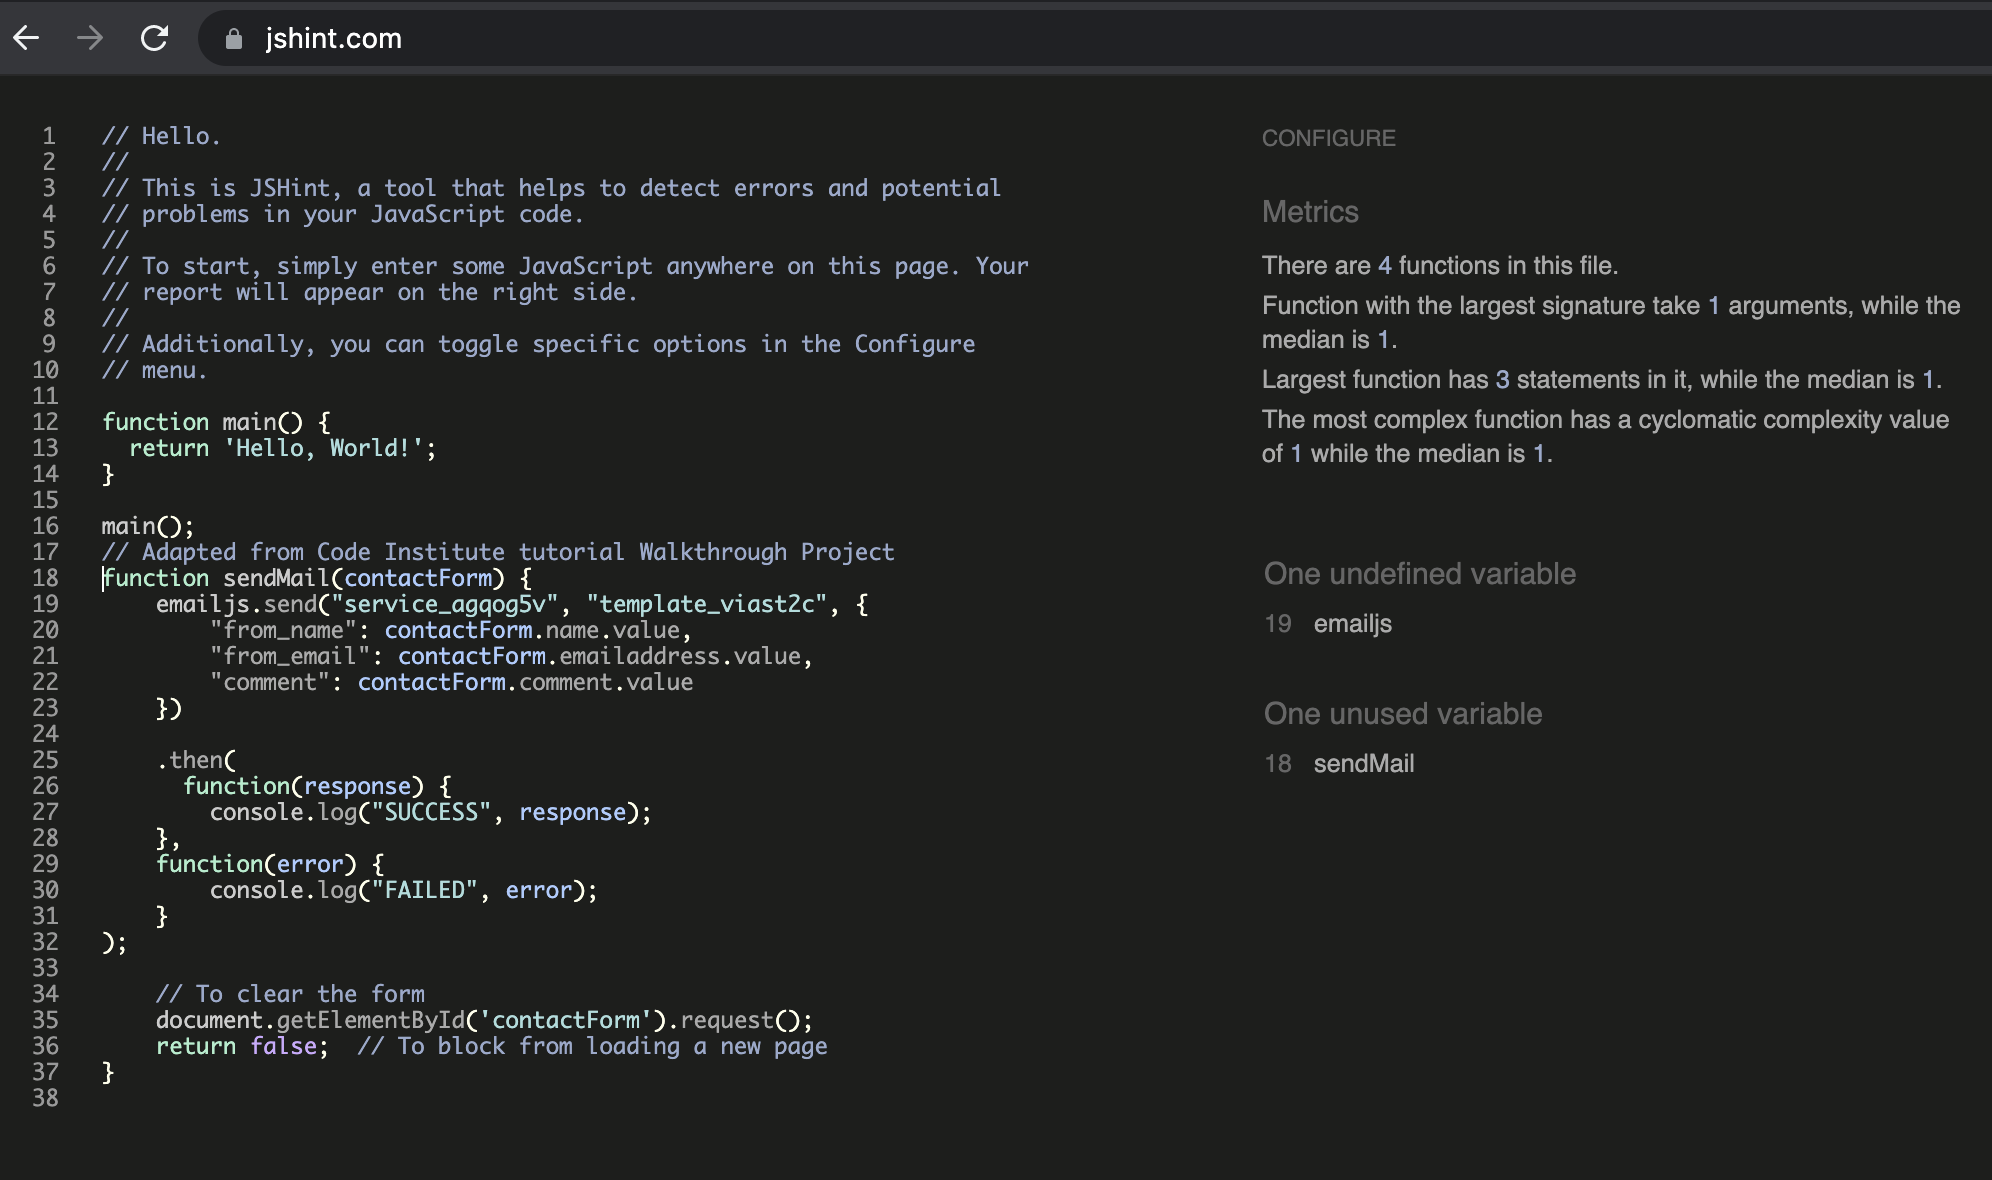 jshint.com
1 // Hello.
2 //
3 // This is JSHint, a tool that helps to detect errors and potential
4 // problems in your JavaScript code.
5 //
6 // To start, simply enter some JavaScript anywhere on this page. Your
7 // report will appear on the right side.
8 //
9 // Additionally, you can toggle specific options in the Configure
10 // menu.
11
12 function main() {
13   return 'Hello, World!';
14 }
15
16 main();
17 // Adapted from Code Institute tutorial Walkthrough Project
18 function sendMail(contactForm) {
19     emailjs.send("service_agqog5v", "template_viast2c", {
20         "from_name": contactForm.name.value,
21         "from_email": contactForm.emailaddress.value,
22         "comment": contactForm.comment.value
23     })
24
25     .then(
26       function(response) {
27         console.log("SUCCESS", response);
28     },
29     function(error) {
30         console.log("FAILED", error);
31     }
32 );
33
34     // To clear the form
35     document.getElementById('contactForm').request();
36     return false;  // To block from loading a new page
37 }
38
CONFIGURE
Metrics
There are 4 functions in this file.
Function with the largest signature take 1 arguments, while the
median is 1.
Largest function has 3 statements in it, while the median is 1.
The most complex function has a cyclomatic complexity value
of 1 while the median is 1.
One undefined variable
19 emailjs
One unused variable
18 sendMail